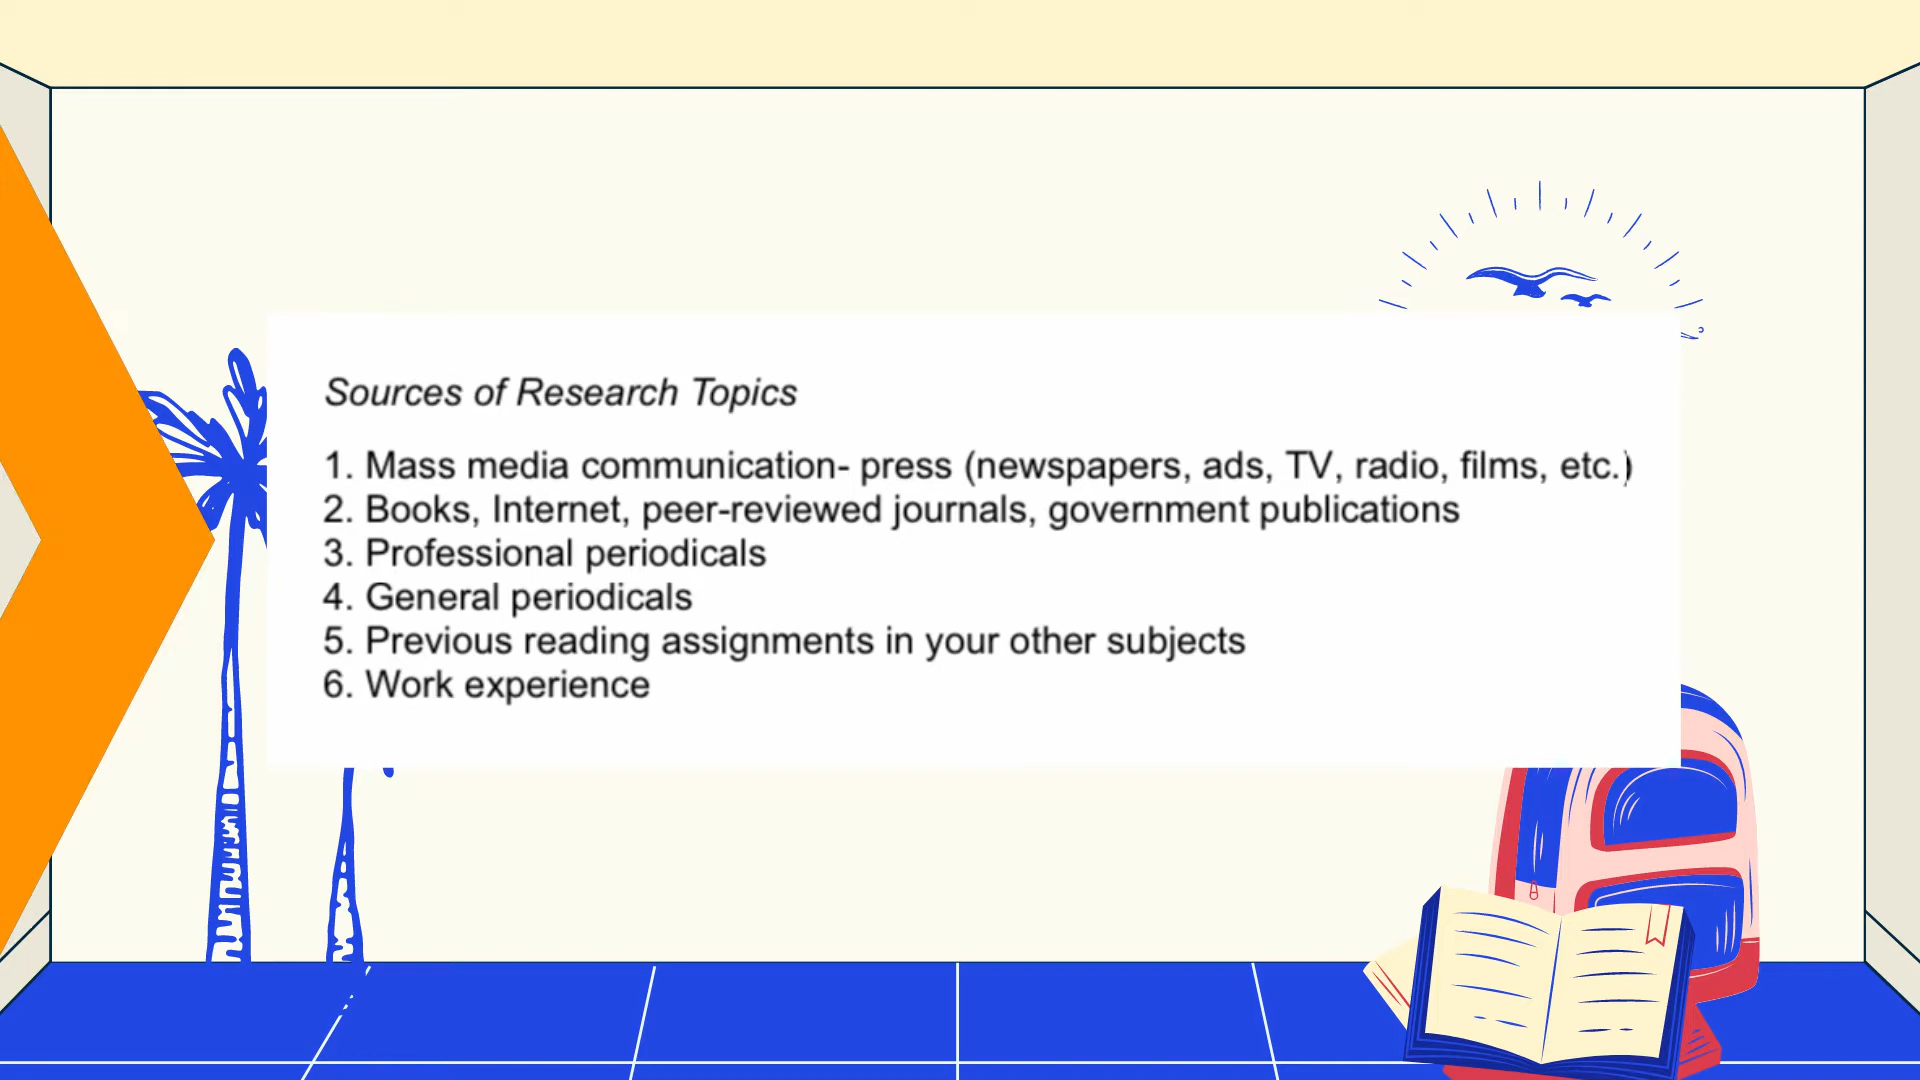 Sources of Research Topics
1. Mass media communication- press (newspapers, ads, TV, radio, films, etc.)
2. Books, Internet, peer-reviewed journals, government publications
3. Professional periodicals
4. General periodicals
5. Previous reading assignments in your other subjects
6. Work experience